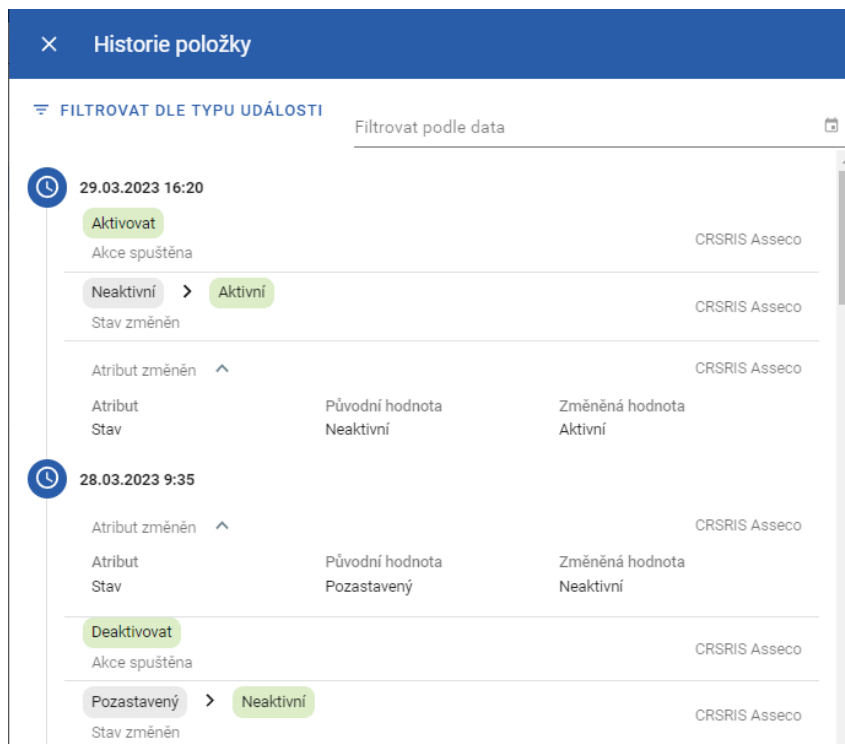 Historie položky
FILTROVAT DLE TYPU UDÁLOSTI
Filtrovat podle data
29.03.2023 16:20
Aktivovat
Akce spuštěna
CRSRIS Asseco
Neaktivní Aktivní
Stav změněn
CRSRIS Asseco
Atribut změněn CRSRIS Asseco
Atribut Původní hodnota Změněná hodnota
Stav Neaktivní Aktivní
28.03.2023 9:35
Atribut změněn CRSRIS Asseco
Atribut Původní hodnota Změněná hodnota
Stav Pozastavený Neaktivní
Deaktivovat
Akce spuštěna
CRSRIS Asseco
Pozastavený Neaktivní
Stav změněn
CRSRIS Asseco